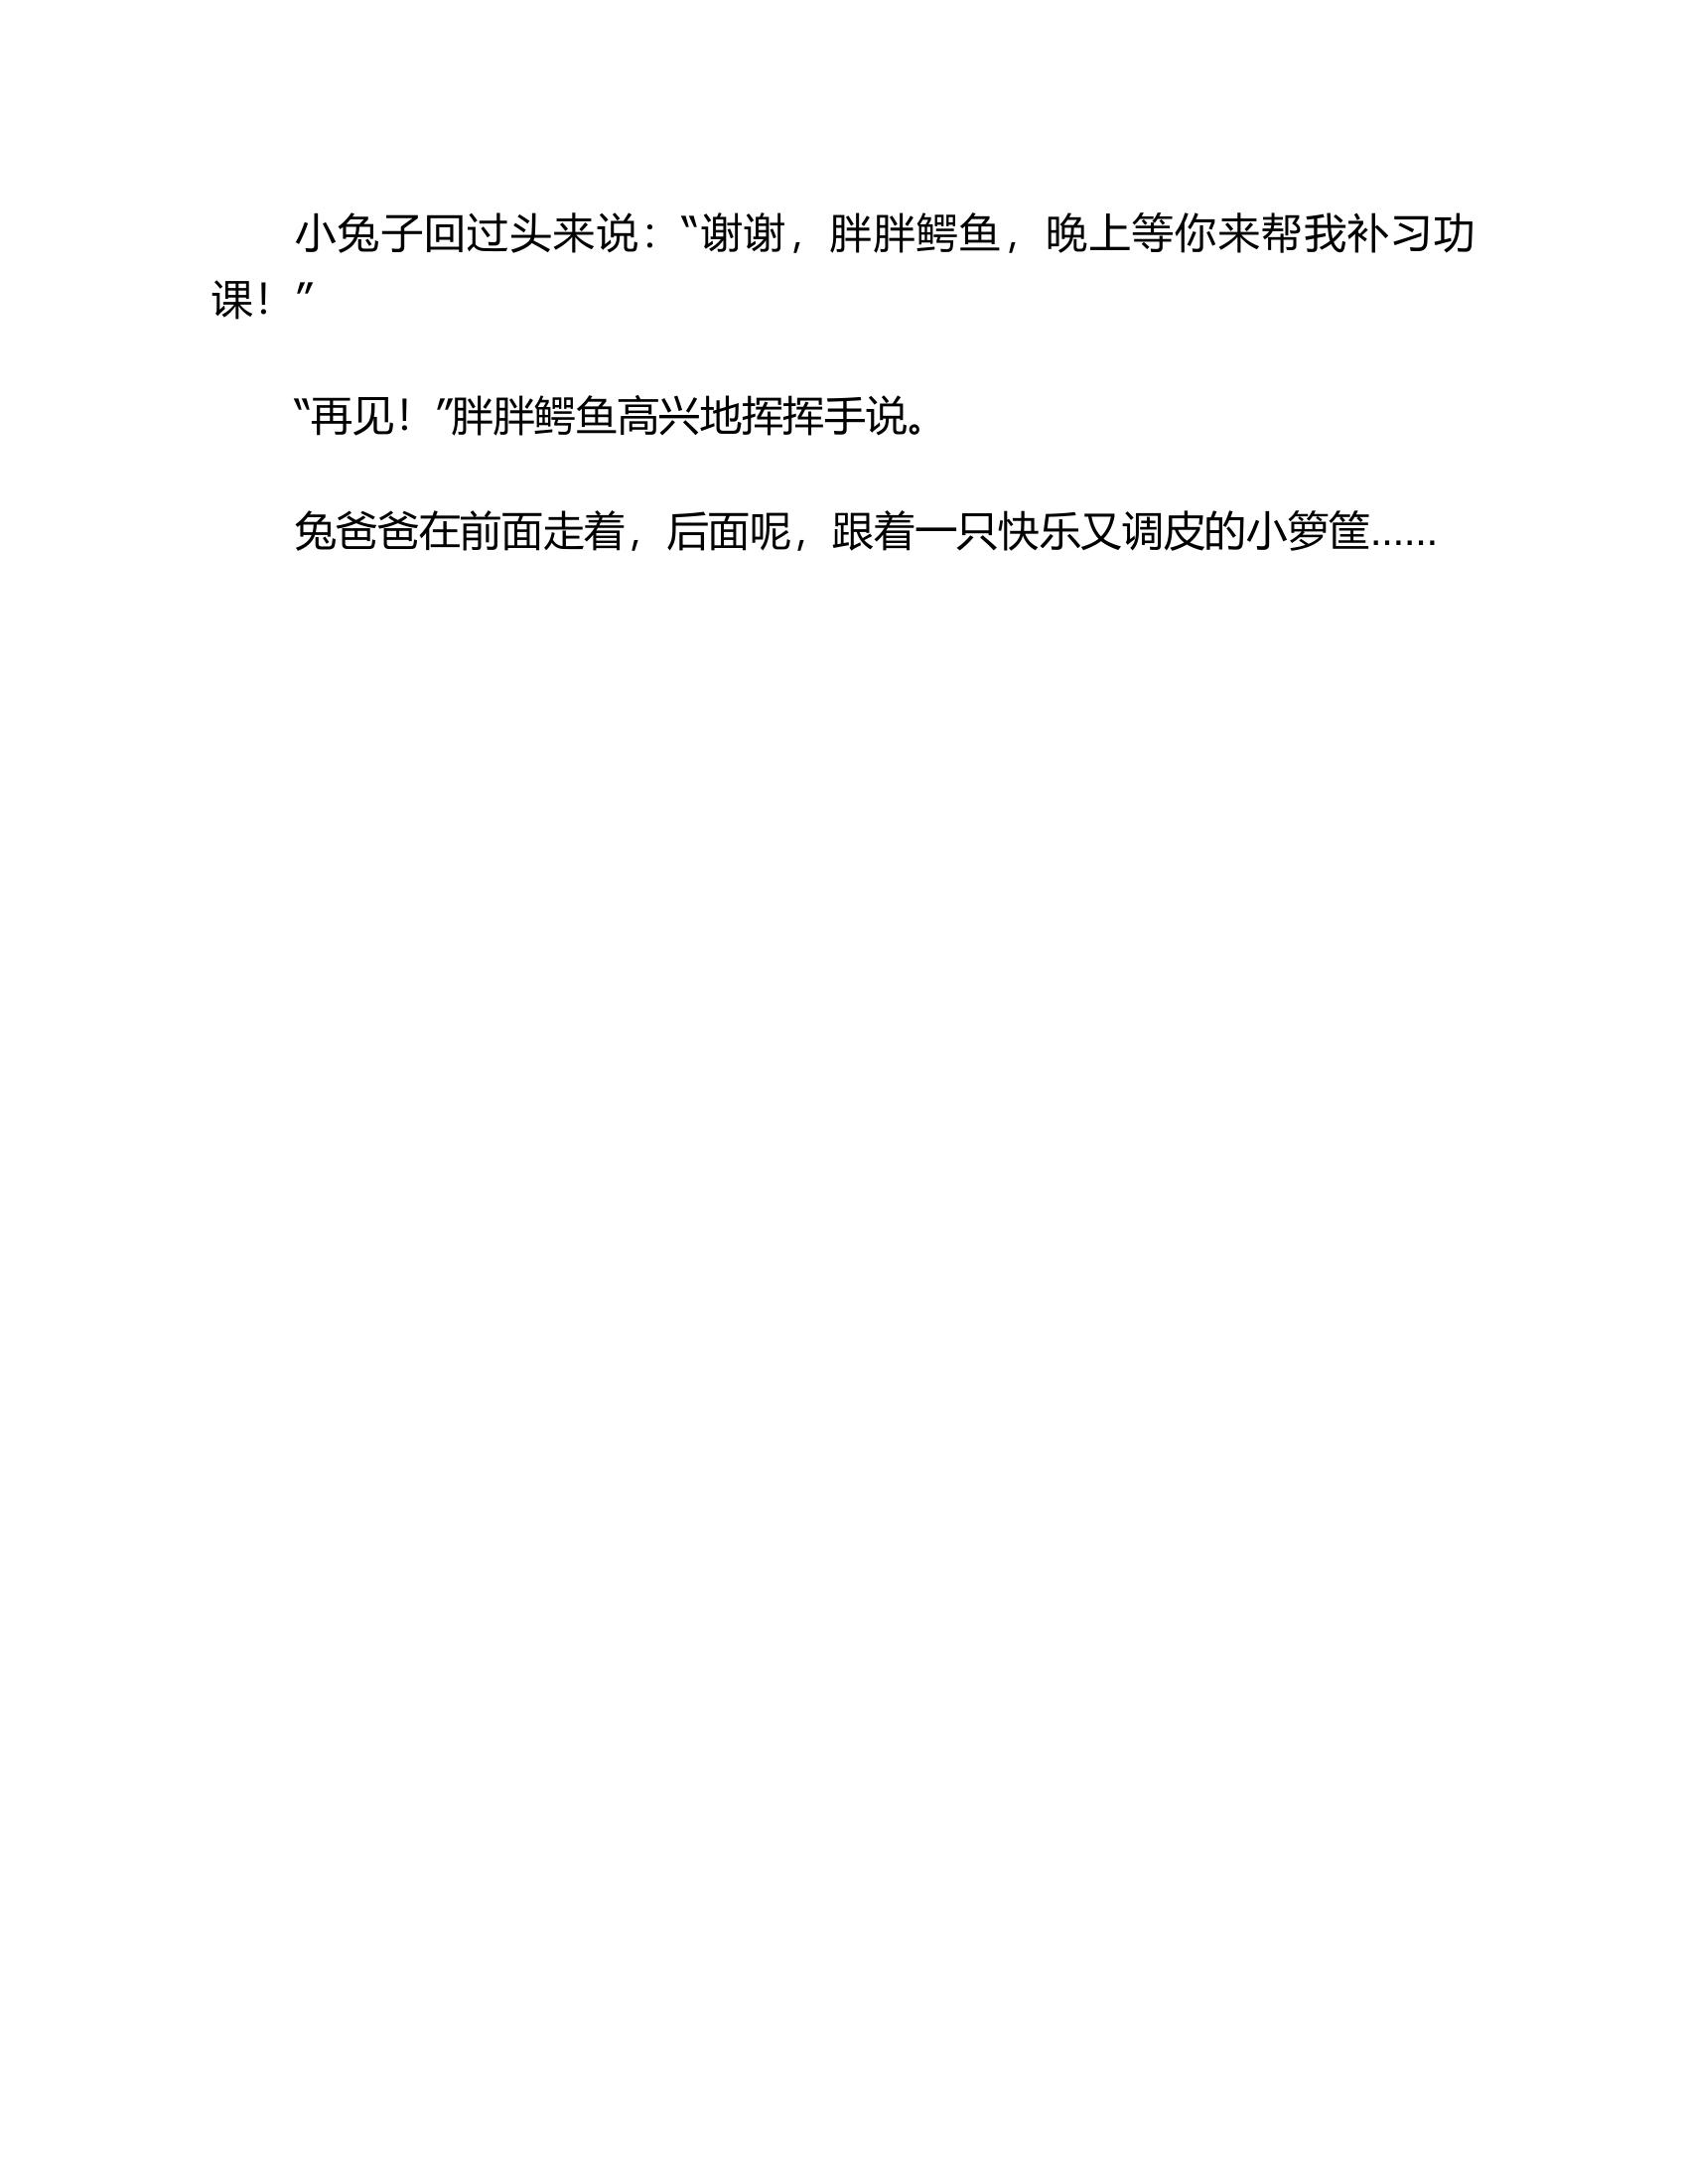 小兔子回过头来说：“谢谢，胖胖鳄鱼，晚上等你来帮我补习功
课！”
“再见！”胖胖鳄鱼高兴地挥挥手说。
兔爸爸在前面走着，后面呢，跟着一只快乐又调皮的小箩筐……